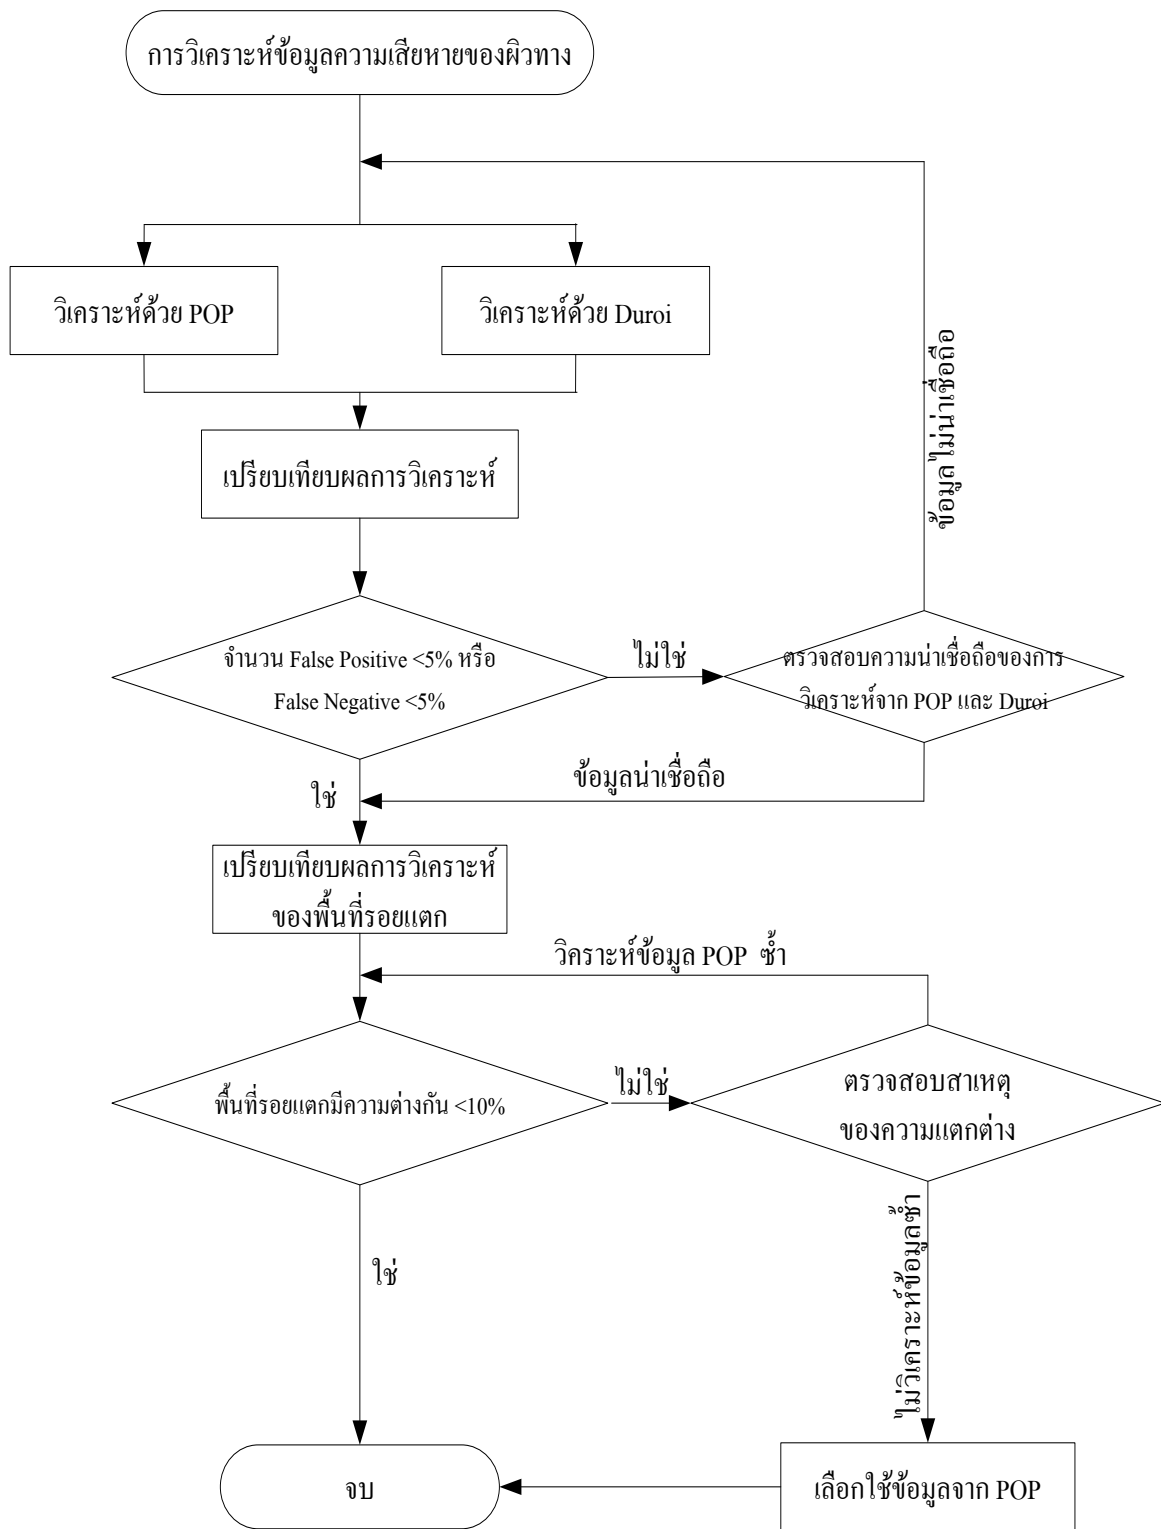 การวิเคราะห์ข้อมูลความเสียหายของผิวทาง
วิเคราะห์ด้วย POP
วิเคราะห์ด้วย Duroi
เปรียบเทียบผลการวิเคราะห์
ข้อมูลไม่น่าเชื่อถือ
จำนวน False Positive <5% หรือ
False Negative <5%
ไม่ใช่
ตรวจสอบความน่าเชื่อถือของการ
วิเคราะห์จาก POP และ Duroi
ข้อมูลน่าเชื่อถือ
ใช่
เปรียบเทียบผลการวิเคราะห์
ของพื้นที่รอยแตก
วิคราะห์ข้อมูล POP ซ้ำ
พื้นที่รอยแตกมีความต่างกัน <10%
ไม่ใช่
ตรวจสอบสาเหตุ
ของความแตกต่าง
ใช่
ไม่วิเคราะห์ข้อมูลซ้ำ
จบ
เลือกใช้ข้อมูลจาก POP